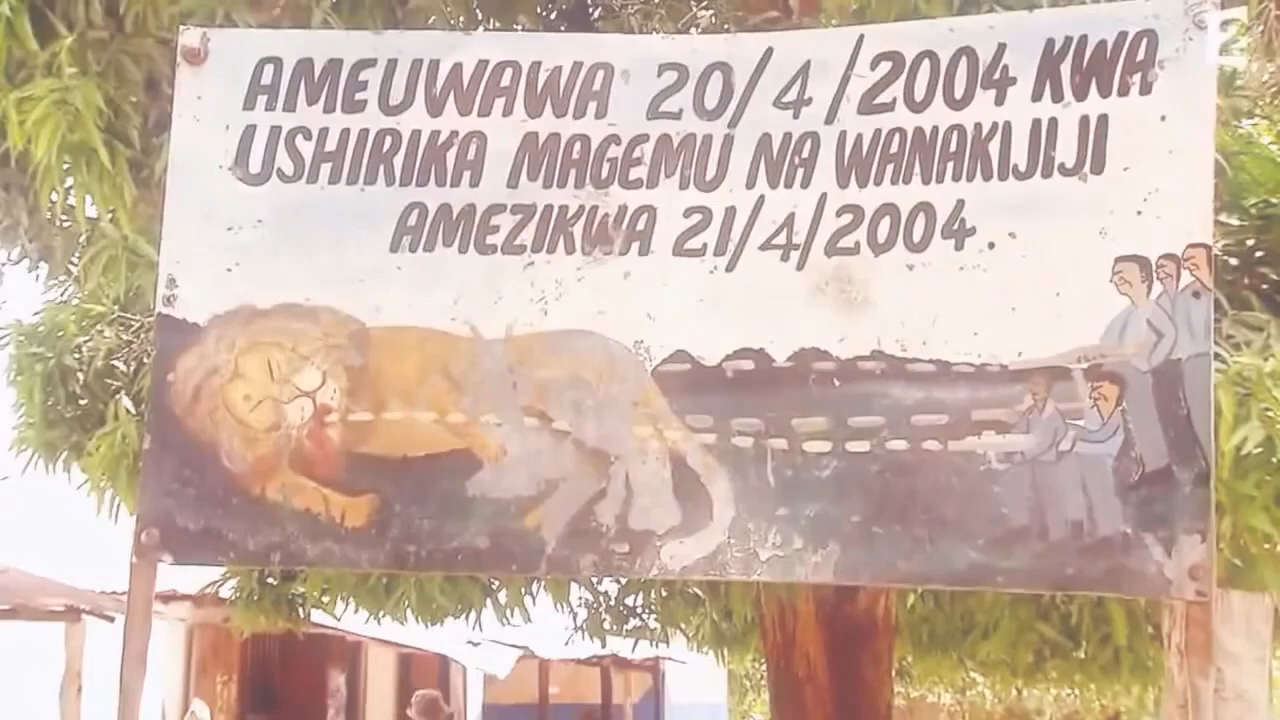 AMEUWAWA 20/4/2004 KWA
USHIRIKA MAGEMU NA WANAKIJIJI
AMEZIKWA 21/4/2004.